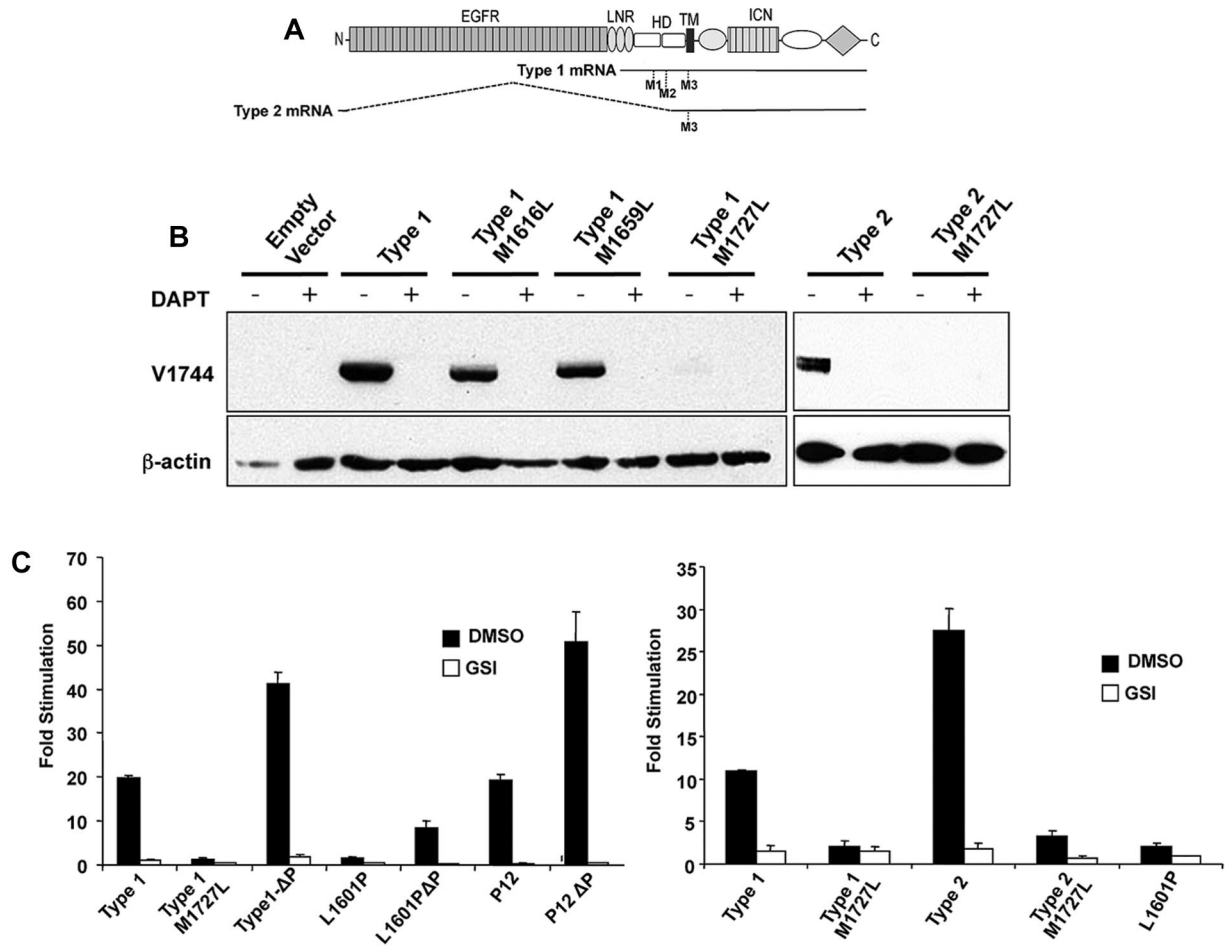 A
EGFR
LNR
HD
TM
ICN
N
C
Type 1 mRNA
M1
M2
M3
Type 2 mRNA
M3
B
Empty Vector
Type 1
Type 1 M1616L
Type 1 M1659L
Type 1 M1727L
Type 2
Type 2 M1727L
DAPT - + - + - + - + - + - + - +
V1744
β-actin
C
Fold Stimulation
70
60
50
40
30
20
10
0
DMSO
GSI
Type 1
Type 1 M1727L
Type1-ΔP
L1601P
L1601PΔP
P12
P12 ΔP
Fold Stimulation
35
30
25
20
15
10
5
0
DMSO
GSI
Type 1
Type 1 M1727L
Type 2
Type 2 M1727L
L1601P